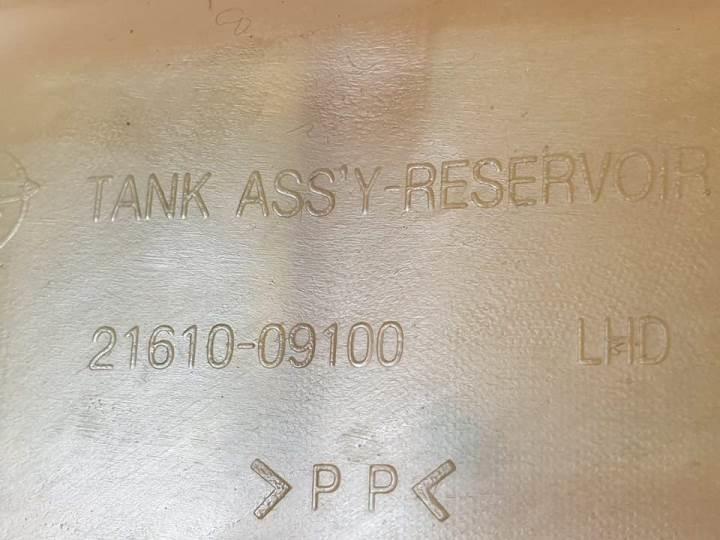 TANK ASS'Y-RESERVOIR
21610-09100 LHD
>PP<